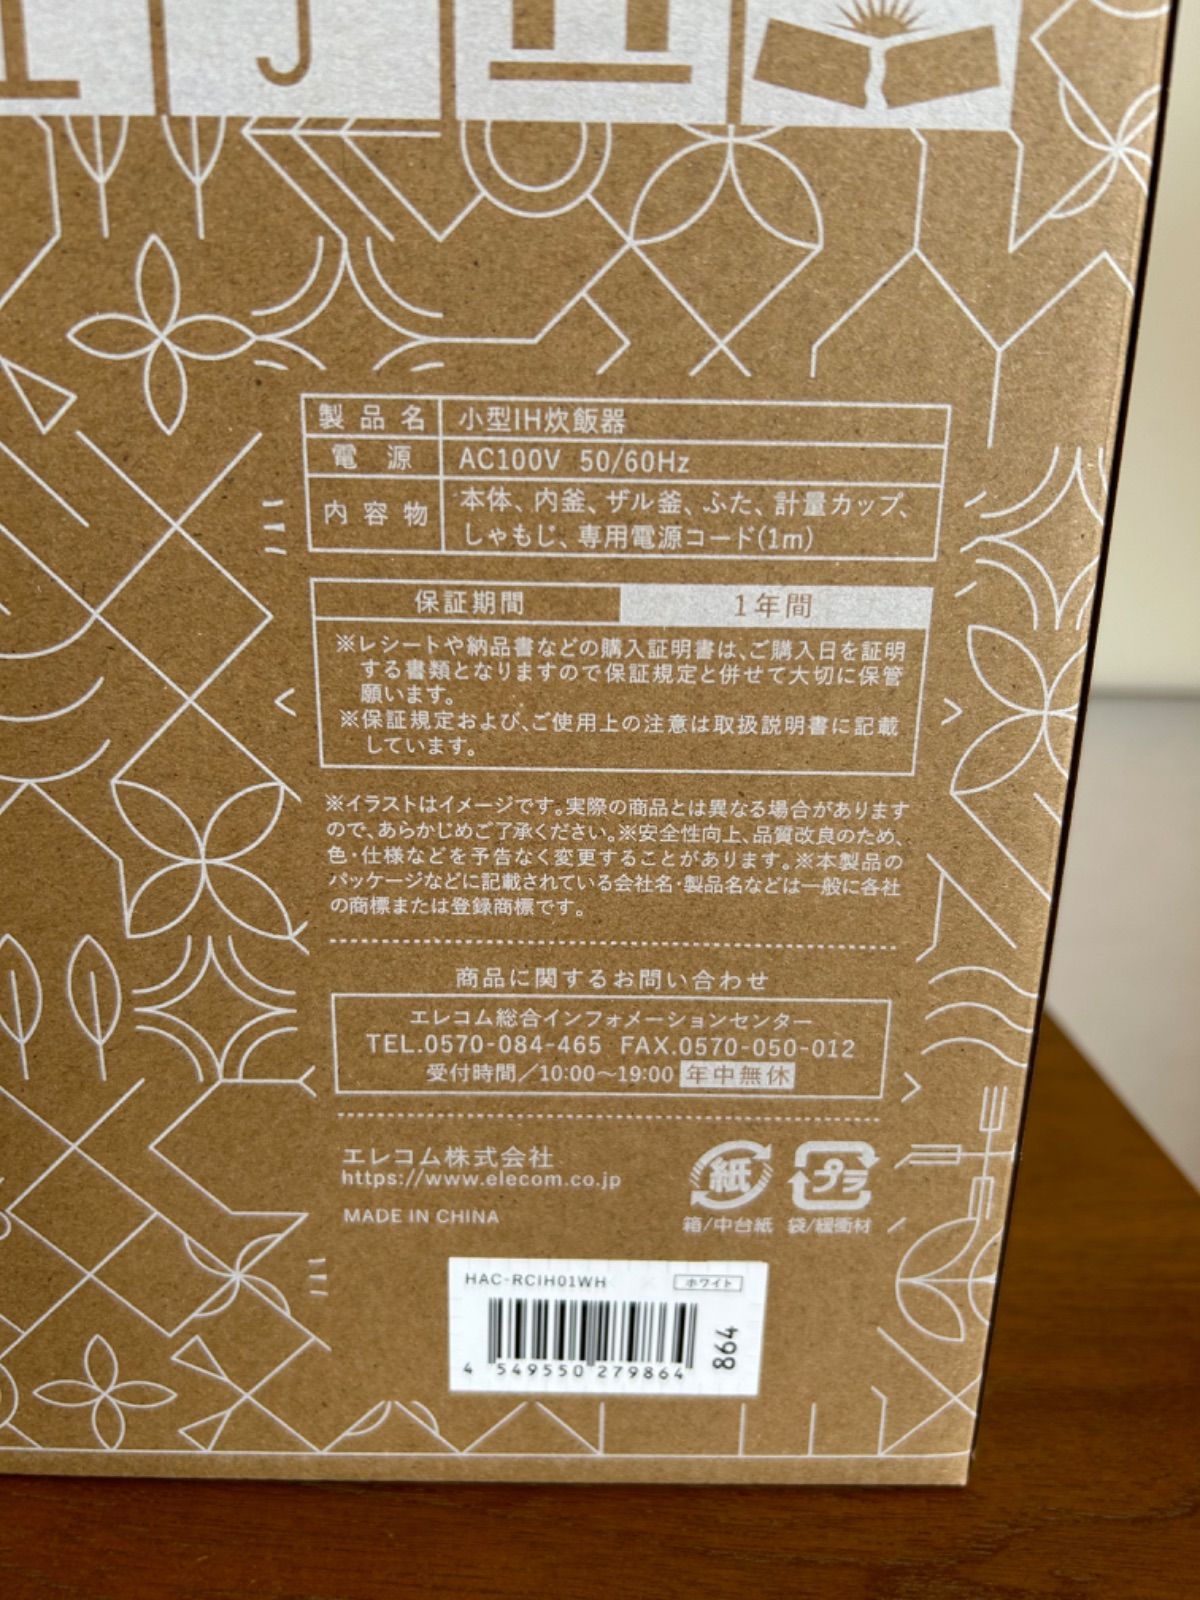 製品名 小型IH炊飯器
電源 AC100V 50/60Hz
内容物 本体、内釜、ザル釜、ふた、計量カップ、
しゃもじ、専用電源コード(1m)
保証期間 1年間
※レシートや納品書などの購入証明書は、ご購入日を証明
する書類となりますので保証規定と併せて大切に保管
願います。
※保証規定および、ご使用上の注意は取扱説明書に記載
しています。
※イラストはイメージです。実際の商品とは異なる場合があります
ので、あらかじめご了承ください。※安全性向上、品質改良のため、
色・仕様などを予告なく変更することがあります。※本製品の
パッケージなどに記載されている会社名・製品名などは一般に各社
の商標または登録商標です。
商品に関するお問い合わせ
エレコム総合インフォメーションセンター
TEL.0570-084-465 FAX.0570-050-012
受付時間／10:00～19:00 年中無休
エレコム株式会社
https://www.elecom.co.jp
MADE IN CHINA
紙 プラ
箱/中台紙 袋/緩衝材
HAC-RCIH01WH ホワイト
4 549550 279864
864